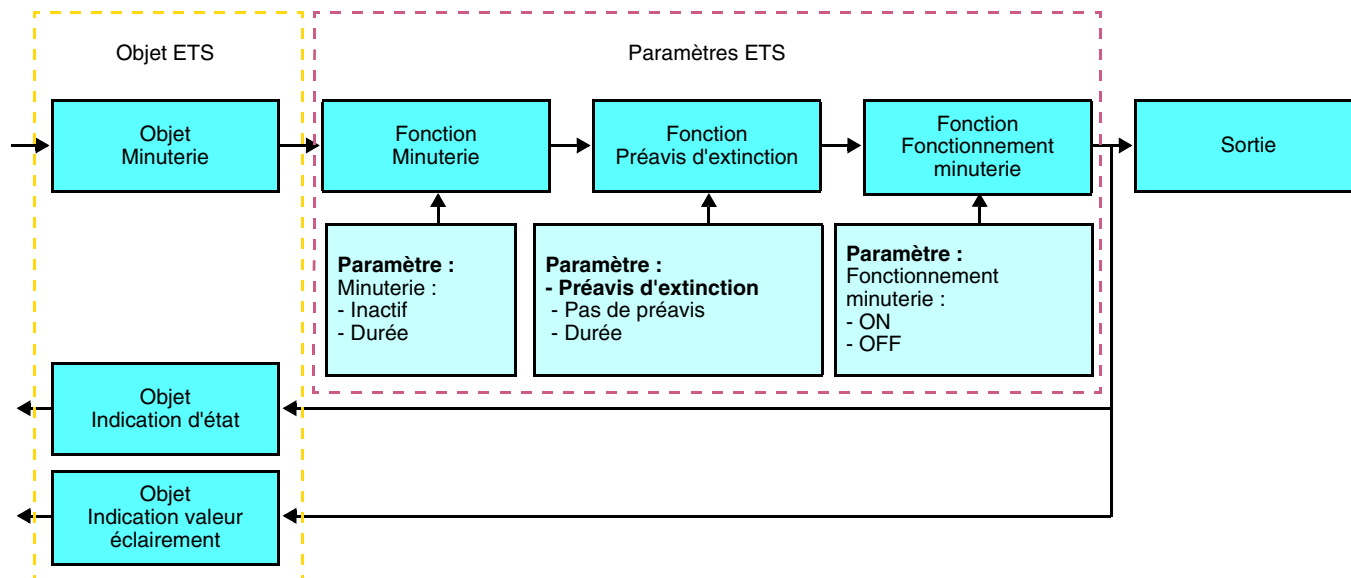 Objet ETS
Paramètres ETS
Objet
Minuterie
Fonction
Minuterie
Fonction
Préavis d'extinction
Fonction
Fonctionnement
minuterie
Sortie
Paramètre :
Minuterie :
- Inactif
- Durée
Paramètre :
- Préavis d'extinction
- Pas de préavis
- Durée
Paramètre :
Fonctionnement
minuterie :
- ON
- OFF
Objet
Indication d'état
Objet
Indication valeur
éclairement